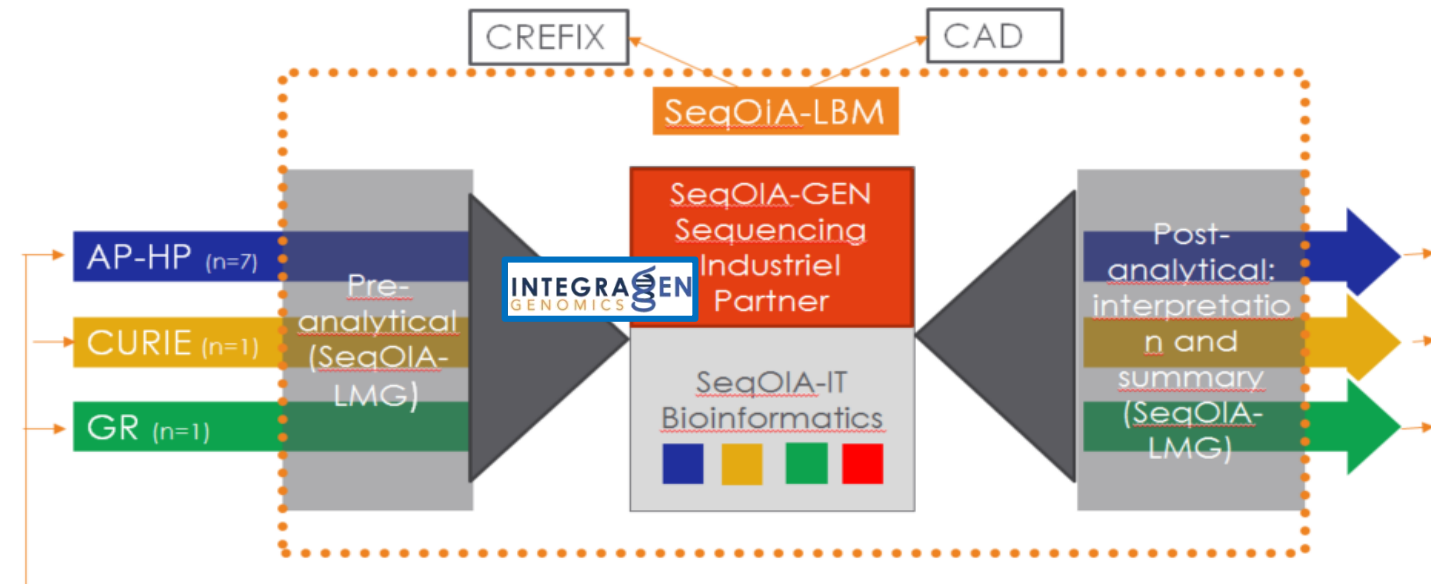 CREFIX
CAD
SeqOiA-LBM
AP-HP (n=7)
CURIE (n=1)
GR (n=1)
Pre-
analytical
(SeqOIA-
LMG)
INTEGRAGEN
GENOMICS
SeqOIA-GEN
Sequencing
Industriel
Partner
SeqOIA-IT
Bioinformatics
Post-
analytical:
interpretatio
n and
summary
(SeqOIA-
LMG)